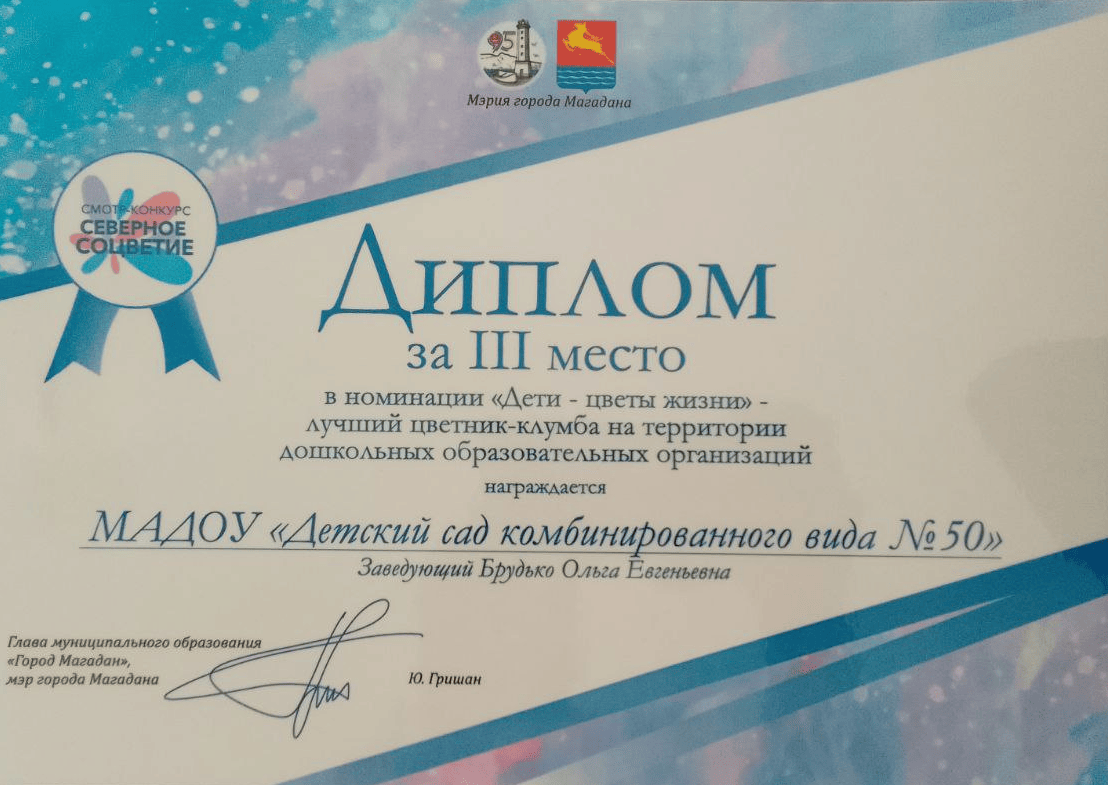 95
Мэрия города Магадана
СМОТР-КОНКУРС
СЕВЕРНОЕ
СОЦВЕТИЕ
Диплом
за III место
в номинации «Дети - цветы жизни» -
лучший цветник-клумба на территории
дошкольных образовательных организаций
награждается
МАДОУ «Детский сад комбинированного вида №50»
Заведующий Брудько Ольга Евгеньевна
Глава муниципального образования
«Город Магадан»,
мэр города Магадана
Ю. Гришан